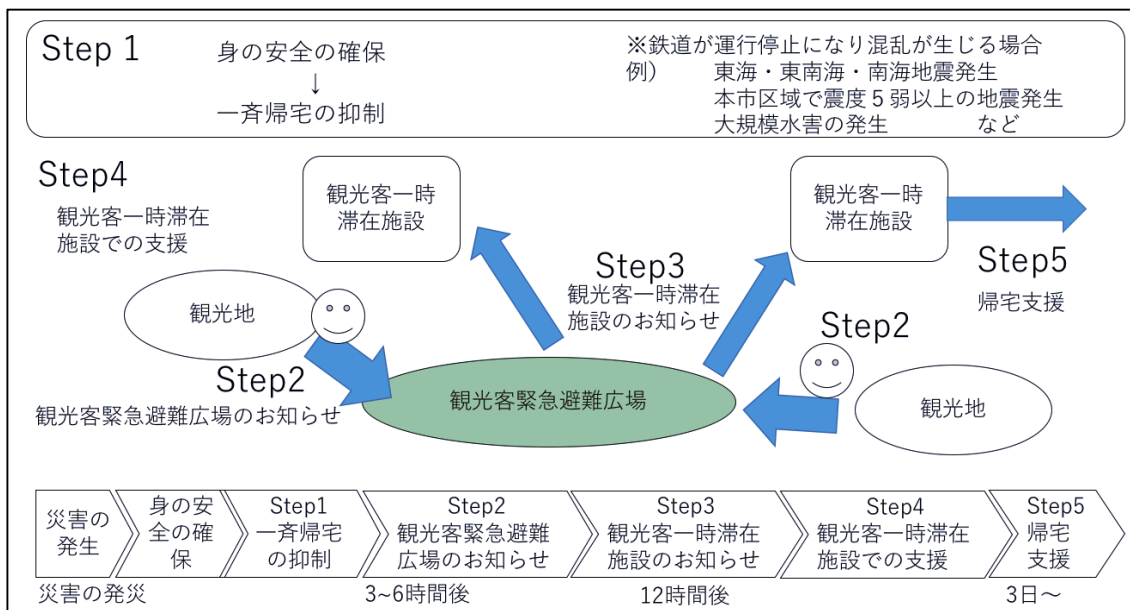 Step 1
身の安全の確保
↓
一斉帰宅の抑制
※鉄道が運行停止になり混乱が生じる場合
例） 東海・東南海・南海地震発生
本市区域で震度５弱以上の地震発生
大規模水害の発生 など
Step4
観光客一時滞在
施設での支援
観光客一時
滞在施設
観光客一時
滞在施設
Step3
観光客一時滞在
施設のお知らせ
Step5
帰宅支援
観光地
Step2
観光客緊急避難広場のお知らせ
観光客緊急避難広場
Step2
観光地
災害の
発生
身の安
全の確
保
Step1
一斉帰宅
の抑制
Step2
観光客緊急避難
広場のお知らせ
Step3
観光客一時滞在
施設のお知らせ
Step4
観光客一時滞在
施設での支援
Step5
帰宅
支援
災害の発災
3~6時間後
12時間後
3日～